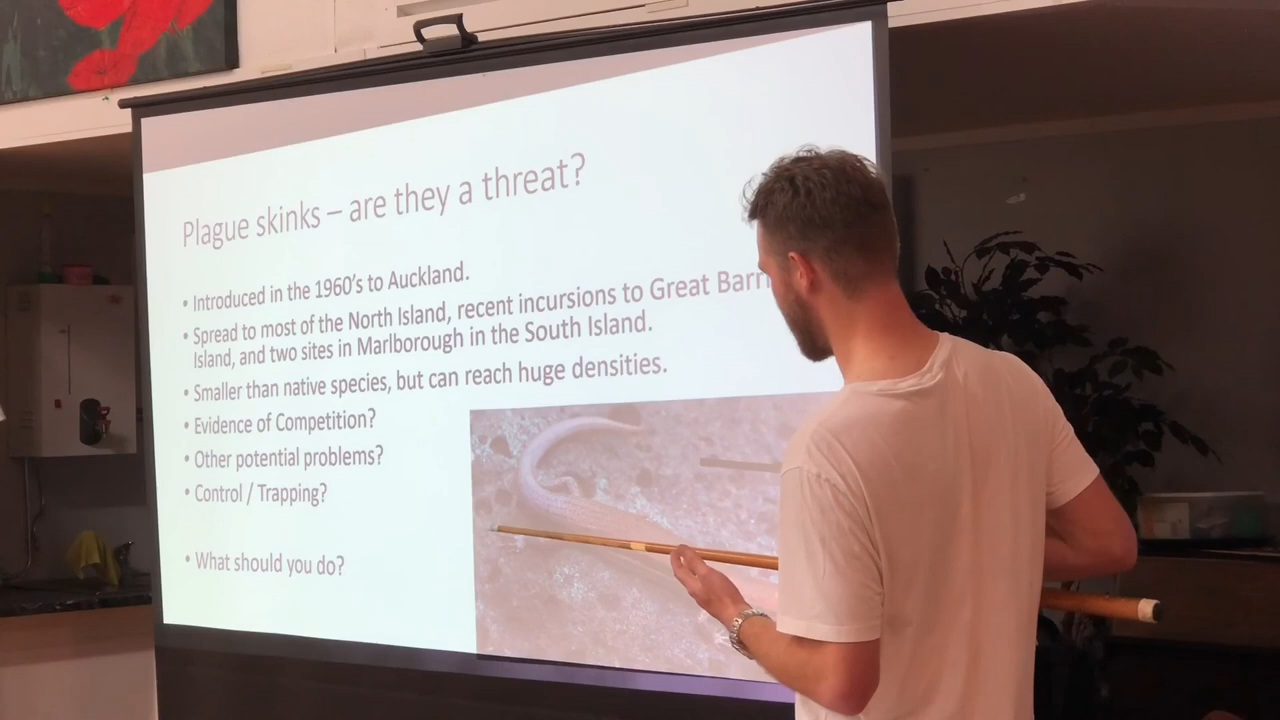 Plague skinks – are they a threat?
• Introduced in the 1960's to Auckland.
• Spread to most of the North Island, recent incursions to Great
Island, and two sites in Marlborough in the South Island.
• Smaller than native species, but can reach huge densities.
• Evidence of Competition?
• Other potential problems?
• Control / Trapping?
• What should you do?